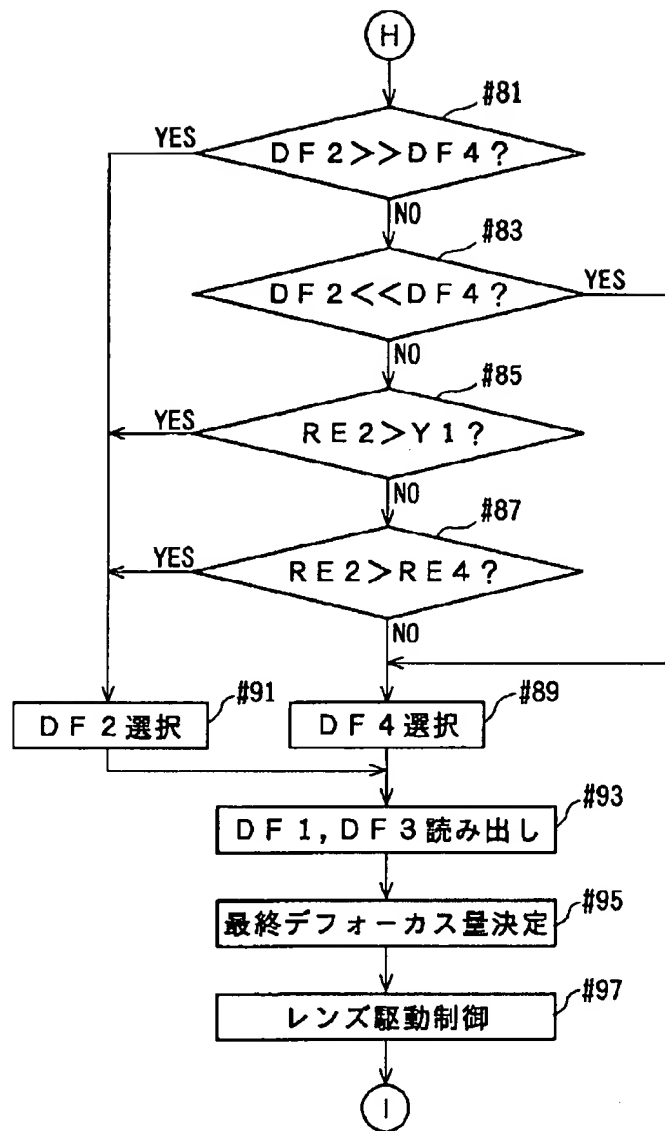 H
#81
YES
DF2>>DF4?
NO
#83
DF2<<DF4?
YES
NO
#85
YES
RE2>Y1?
NO
#87
YES
RE2>RE4?
NO
#91
DF2選択
#89
DF4選択
#93
DF1,DF3読み出し
#95
最終デフォーカス量決定
#97
レンズ駆動制御
I